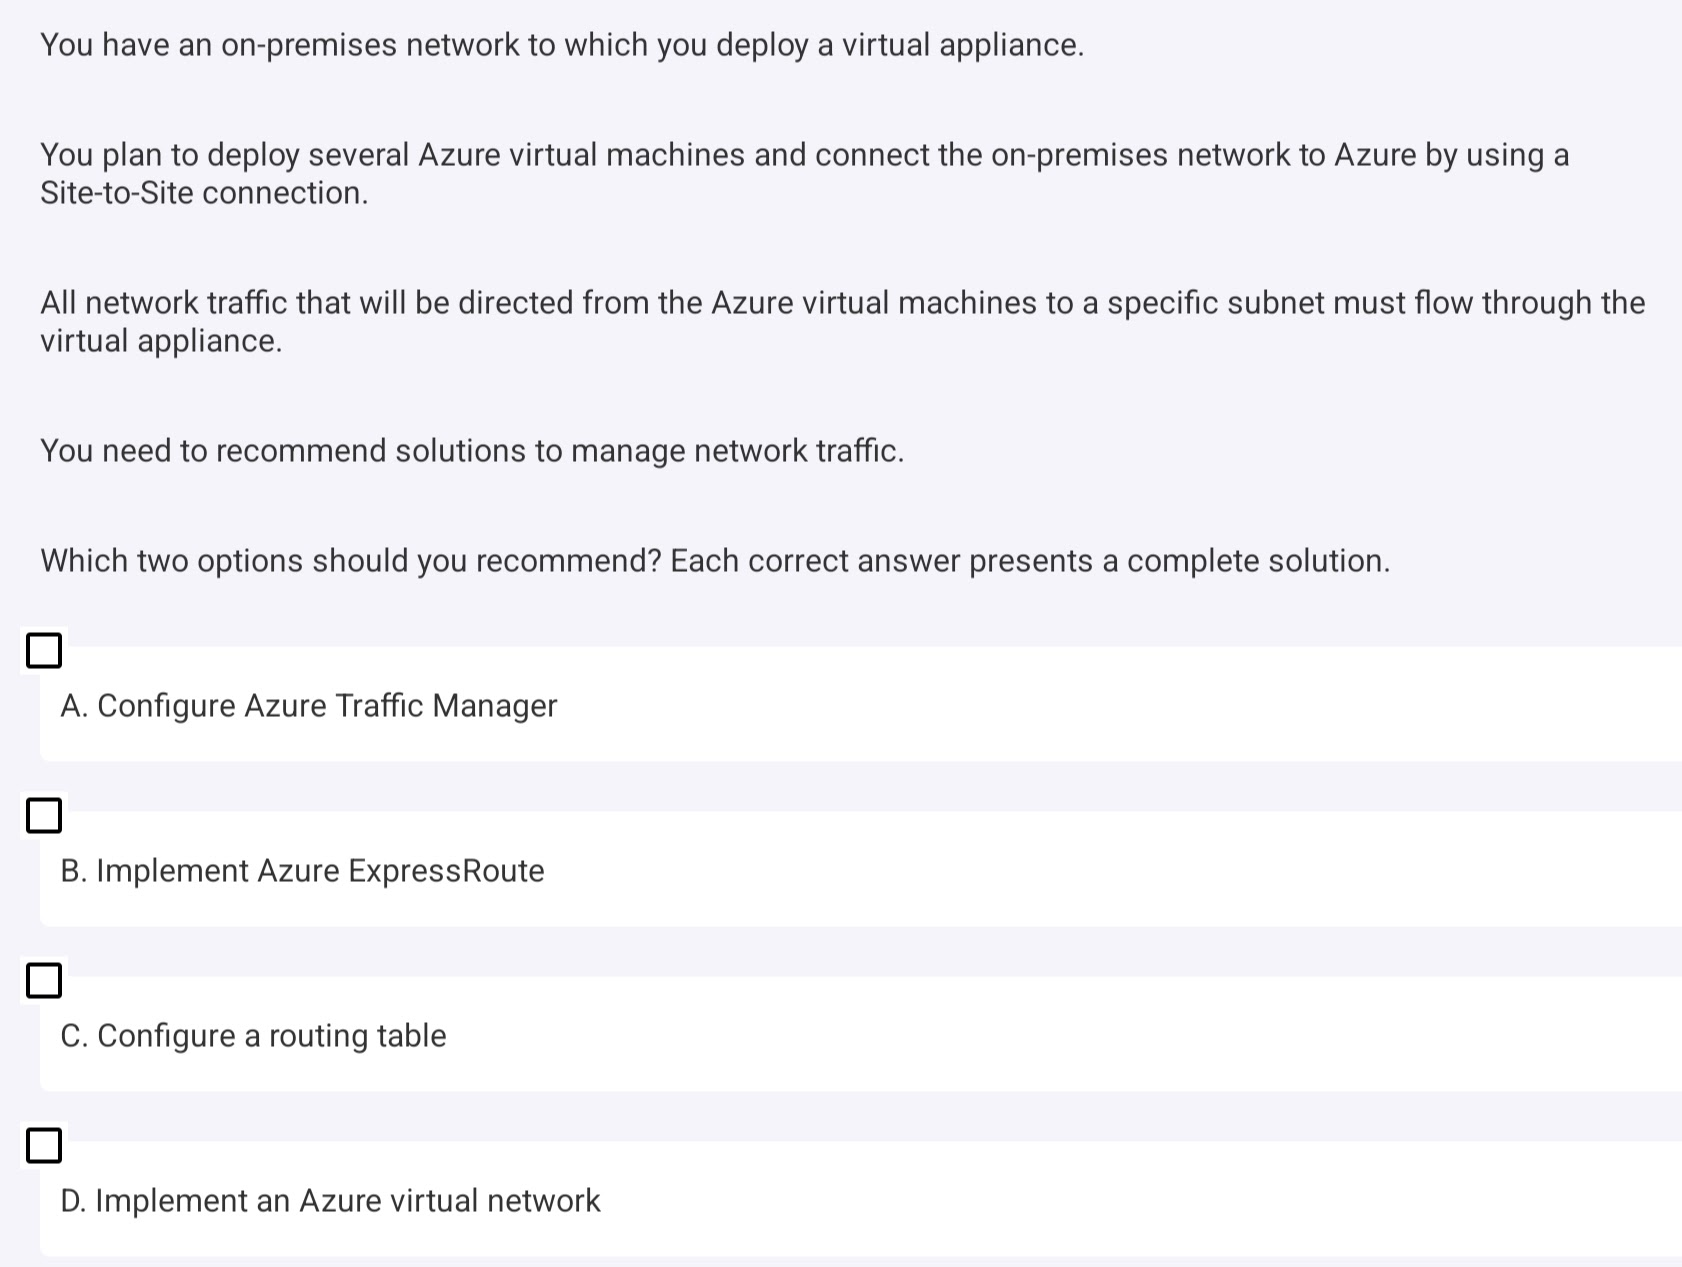 You have an on-premises network to which you deploy a virtual appliance.
You plan to deploy several Azure virtual machines and connect the on-premises network to Azure by using a
Site-to-Site connection.
All network traffic that will be directed from the Azure virtual machines to a specific subnet must flow through the
virtual appliance.
You need to recommend solutions to manage network traffic.
Which two options should you recommend? Each correct answer presents a complete solution.
A. Configure Azure Traffic Manager
B. Implement Azure ExpressRoute
C. Configure a routing table
D. Implement an Azure virtual network